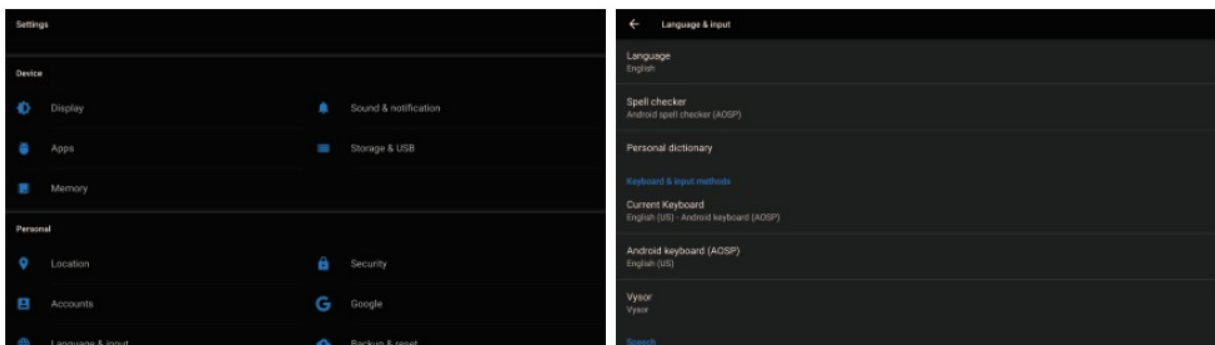 Settings
Device
Display
Sound & notification
Apps
Storage & USB
Memory
Personal
Location
Security
Accounts
Google
Language & input
Backup & reset
Language & input
Language
English
Spell checker
Android spell checker (AOSP)
Personal dictionary
Keyboard & input methods
Current Keyboard
English (US) - Android keyboard (AOSP)
Android keyboard (AOSP)
English (US)
Vysor
Vysor
Speech